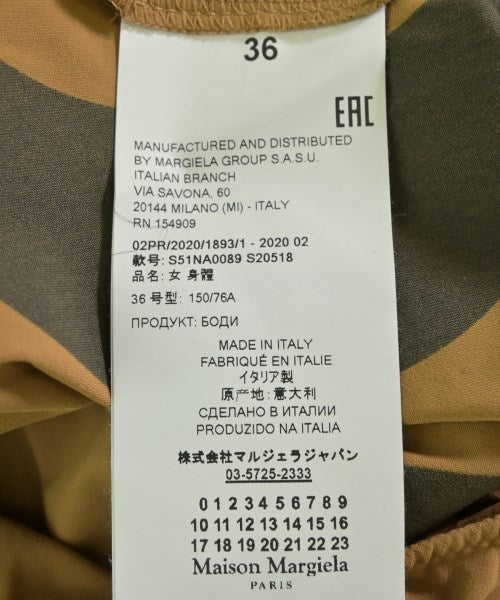 36
EAC
MANUFACTURED AND DISTRIBUTED
BY MARGIELA GROUP S.A.S.U.
ITALIAN BRANCH
VIA SAVONA, 60
20144 MILANO (MI) - ITALY
RN 154909
02PR/2020/1893/1 - 2020 02
款号: S51NA0089 S20518
品名: 女 身體
36 号型: 150/76A
ПРОДУКТ: БОДИ
MADE IN ITALY
FABRIQUÉ EN ITALIE
イタリア製
原产地: 意大利
СДЕЛАНО В ИТАЛИИ
PRODUZIDO NA ITALIA
株式会社マルジェラジャパン
03-5725-2333
0 1 2 3 4 5 6 7 8 9
10 11 12 13 14 15 16
17 18 19 20 21 22 23
Maison Margiela
PARIS